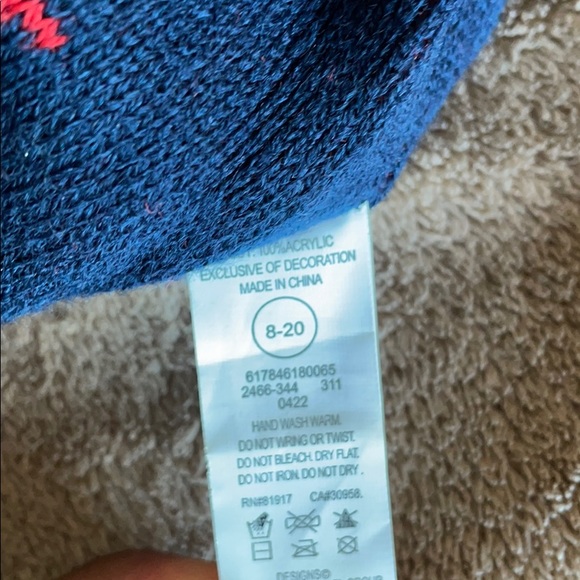 100% ACRYLIC
EXCLUSIVE OF DECORATION
MADE IN CHINA
8-20
617846180065
2466-344 311
0422
HAND WASH WARM.
DO NOT WRING OR TWIST.
DO NOT BLEACH. DRY FLAT.
DO NOT IRON. DO NOT DRY .
RN#81917 CA#30958.
DESIGNS©
GROUP